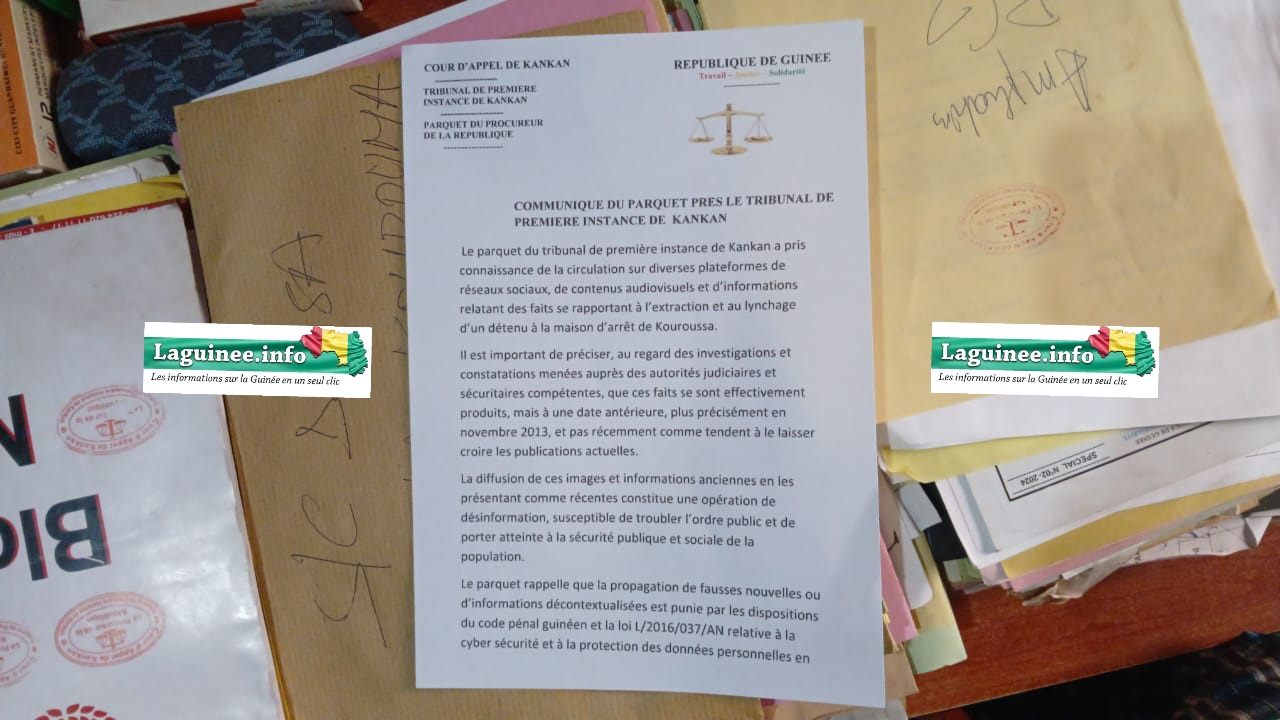 COUR D'APPEL DE KANKAN
--------------------
TRIBUNAL DE PREMIERE
INSTANCE DE KANKAN
--------------------
PARQUET DU PROCUREUR
DE LA REPUBLIQUE
-------------------
REPUBLIQUE DE GUINEE
Travail – Justice – Solidarité
------------------
COMMUNIQUE DU PARQUET PRES LE TRIBUNAL DE
PREMIERE INSTANCE DE KANKAN
Le parquet du tribunal de première instance de Kankan a pris
connaissance de la circulation sur diverses plateformes de
réseaux sociaux, de contenus audiovisuels et d'informations
relatant des faits se rapportant à l'extraction et au lynchage
d'un détenu à la maison d'arrêt de Kouroussa.
Il est important de préciser, au regard des investigations et
constatations menées auprès des autorités judiciaires et
sécuritaires compétentes, que ces faits se sont effectivement
produits, mais à une date antérieure, plus précisément en
novembre 2013, et pas récemment comme tendent à le laisser
croire les publications actuelles.
La diffusion de ces images et informations anciennes en les
présentant comme récentes constitue une opération de
désinformation, susceptible de troubler l'ordre public et de
porter atteinte à la sécurité publique et sociale de la
population.
Le parquet rappelle que la propagation de fausses nouvelles ou
d'informations décontextualisées est punie par les dispositions
du code pénal guinéen et la loi L/2016/037/AN relative à la
cyber sécurité et à la protection des données personnelles en
Laguinee.info
Les informations sur la Guinée en un seul clic
Laguinee.info
Les informations sur la Guinée en un seul clic
SPECIAL N°02-2024
S/C